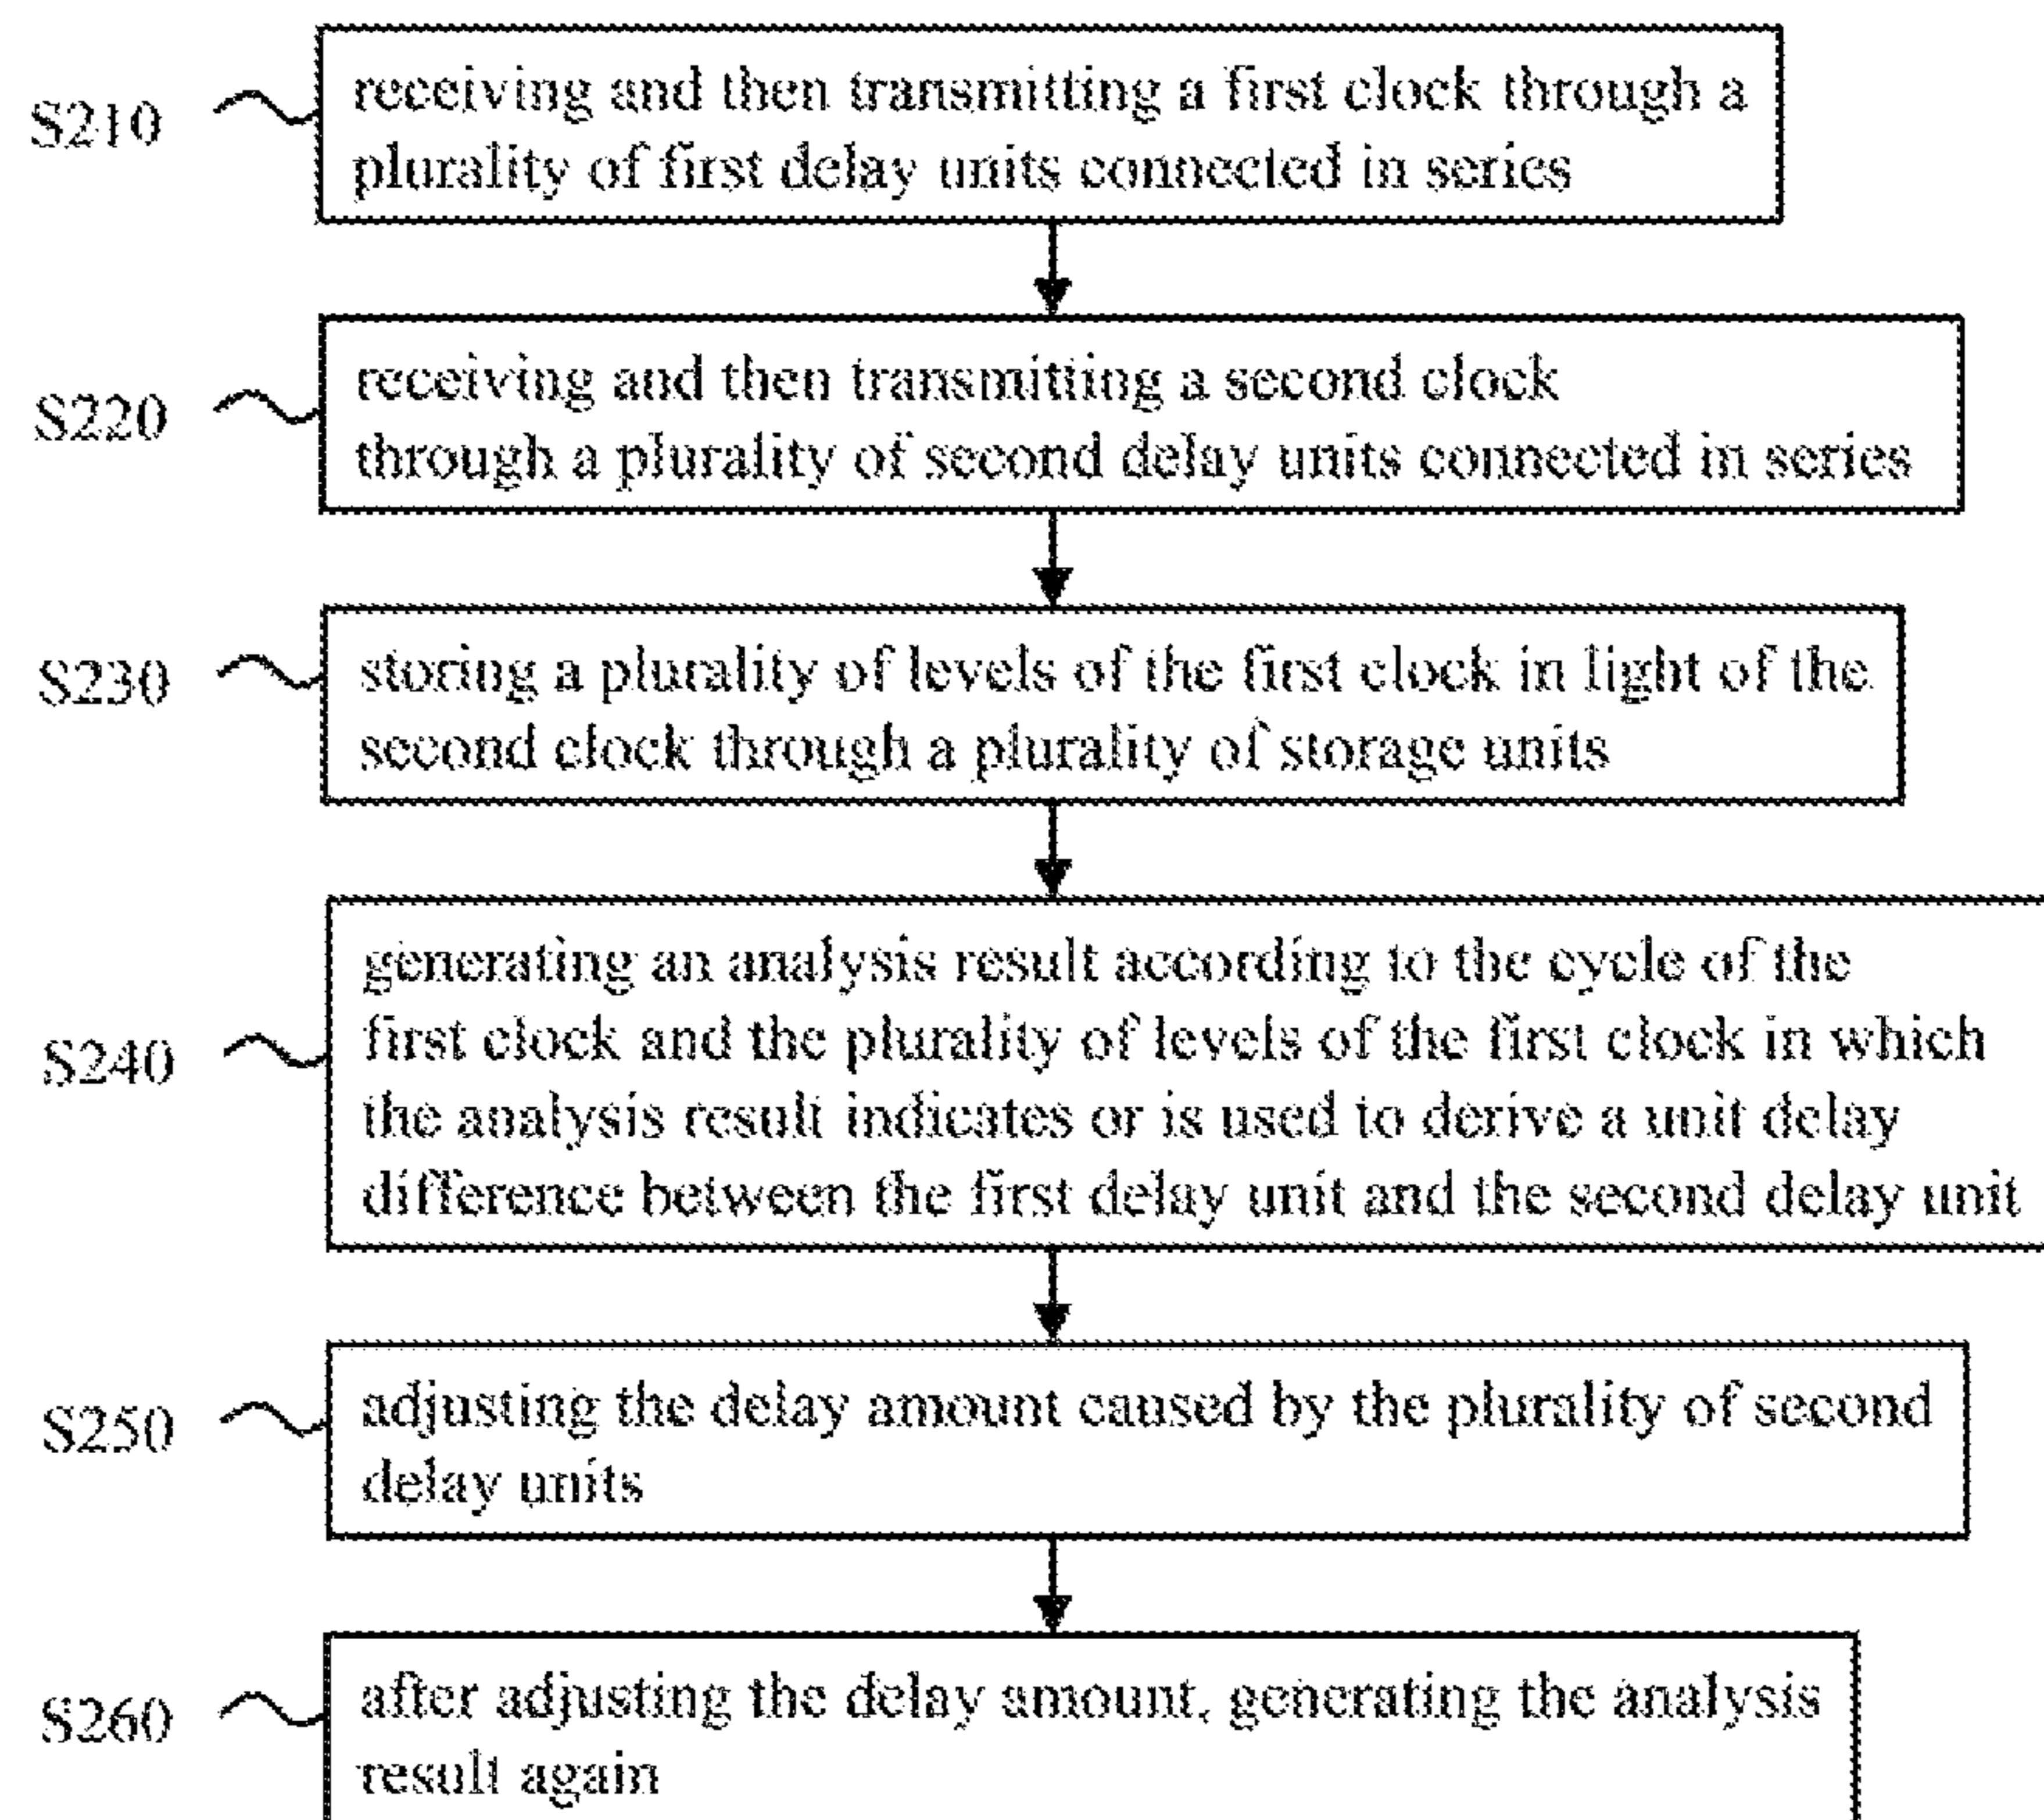 S210
receiving and then transmitting a first clock through a
plurality of first delay units connected in series
S220
receiving and then transmitting a second clock
through a plurality of second delay units connected in series
S230
storing a plurality of levels of the first clock in light of the
second clock through a plurality of storage units
S240
generating an analysis result according to the cycle of the
first clock and the plurality of levels of the first clock in which
the analysis result indicates or is used to derive a unit delay
difference between the first delay unit and the second delay unit
S250
adjusting the delay amount caused by the plurality of second
delay units
S260
after adjusting the delay amount, generating the analysis
result again